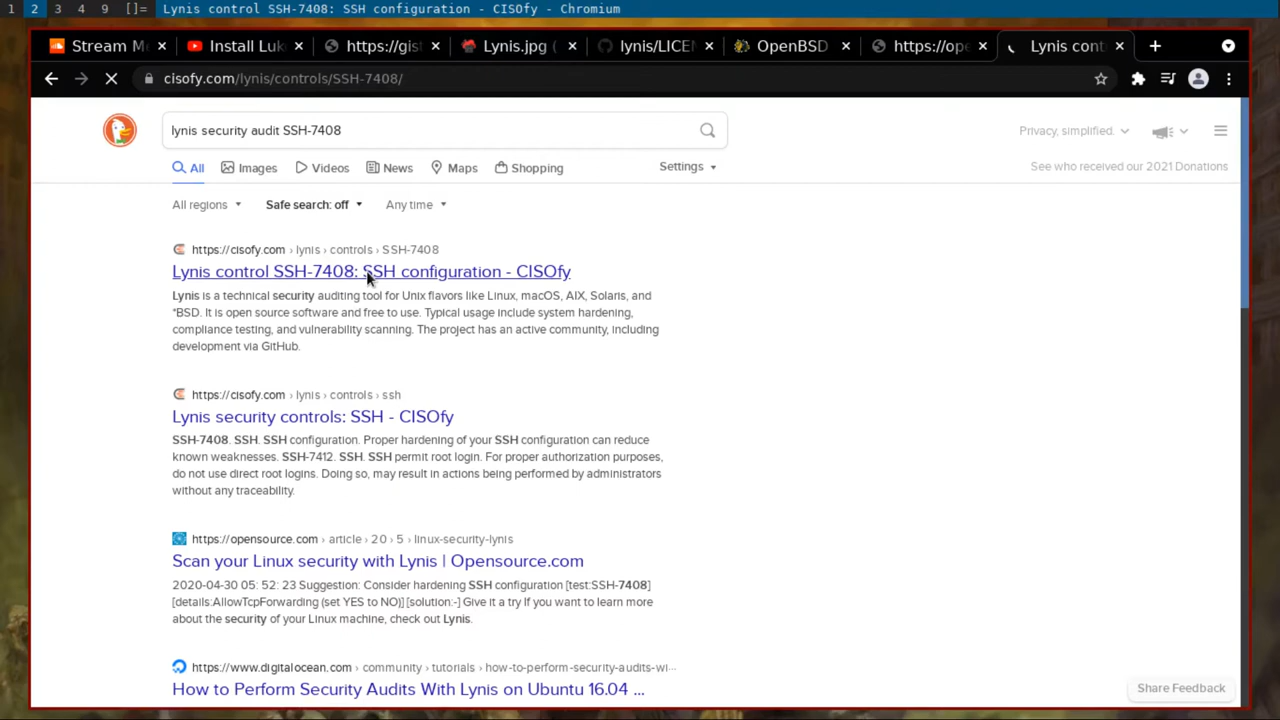 1 2 3 4 9 []= Lynis control SSH-7408: SSH configuration - CISOfy - Chromium
Stream M Install Luk https://gis Lynis.jpg ( lynis/LICEN OpenBSD https://ope Lynis cont
cisofy.com/lynis/controls/SSH-7408/
lynis security audit SSH-7408
Privacy, simplified.
All Images Videos News Maps Shopping Settings
See who received our 2021 Donations
All regions Safe search: off Any time
https://cisofy.com › lynis › controls › SSH-7408
Lynis control SSH-7408: SSH configuration - CISOfy
Lynis is a technical security auditing tool for Unix flavors like Linux, macOS, AIX, Solaris, and
*BSD. It is open source software and free to use. Typical usage include system hardening,
compliance testing, and vulnerability scanning. The project has an active community, including
development via GitHub.
https://cisofy.com › lynis › controls › ssh
Lynis security controls: SSH - CISOfy
SSH-7408. SSH. SSH configuration. Proper hardening of your SSH configuration can reduce
known weaknesses. SSH-7412. SSH. SSH permit root login. For proper authorization purposes,
do not use direct root logins. Doing so, may result in actions being performed by administrators
without any traceability.
https://opensource.com › article › 20 › 5 › linux-security-lynis
Scan your Linux security with Lynis | Opensource.com
2020-04-30 05: 52: 23 Suggestion: Consider hardening SSH configuration [test:SSH-7408]
[details:AllowTcpForwarding (set YES to NO)] [solution:-] Give it a try If you want to learn more
about the security of your Linux machine, check out Lynis.
https://www.digitalocean.com › community › tutorials › how-to-perform-security-audits-wi···
How to Perform Security Audits With Lynis on Ubuntu 16.04 ...
Share Feedback